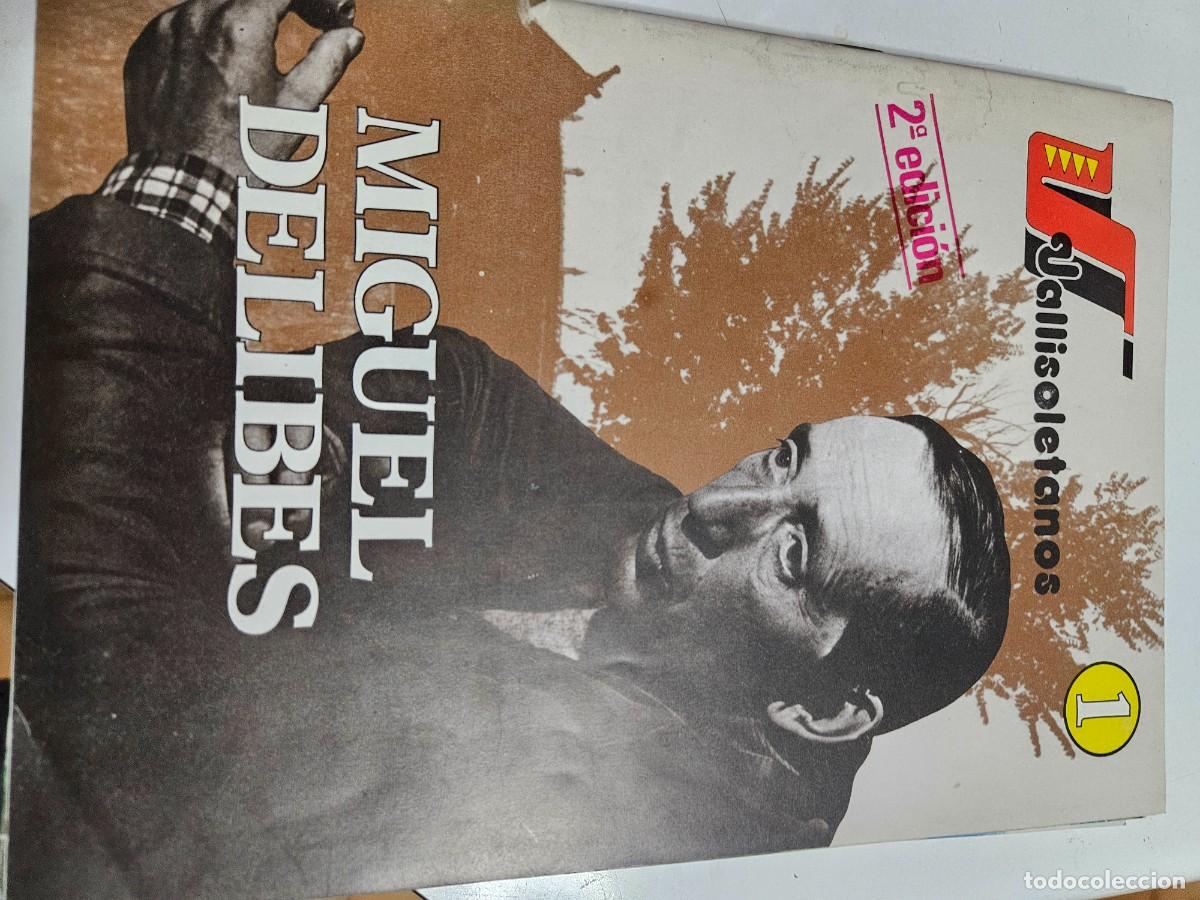 Vallisoletanos
1
2ª edición
MIGUEL
DELIBES
todocoleccion